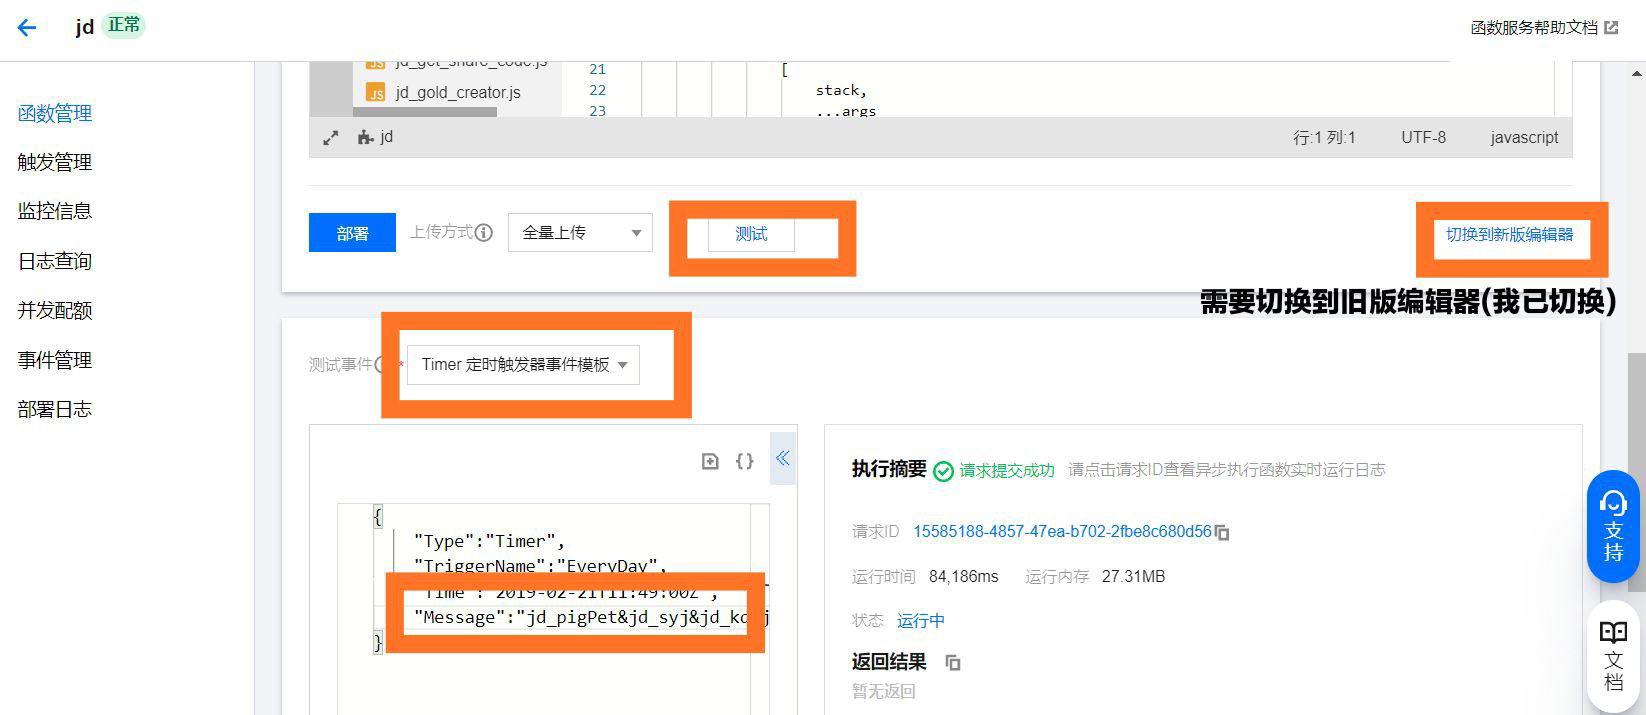 jd 正常
函数服务帮助文档
函数管理
触发管理
监控信息
日志查询
并发配额
事件管理
部署日志
JS jd_get_share_code.js
JS jd_gold_creator.js
21 [
22 stack,
23 ...args
jd
行:1 列:1 UTF-8 javascript
部署 上传方式 全量上传 测试 切换到新版编辑器
需要切换到旧版编辑器(我已切换)
测试事件 * Timer 定时触发器事件模板
{
"Type":"Timer",
"TriggerName":"EveryDay",
"Time":"2019-02-21T11:49:00Z",
"Message":"jd_pigPet&jd_syj&jd_kd
}
执行摘要 请求提交成功 请点击请求ID查看异步执行函数实时运行日志
请求ID 15585188-4857-47ea-b702-2fbe8c680d56
运行时间 84,186ms 运行内存 27.31MB
状态 运行中
返回结果
暂无返回
支持
文档